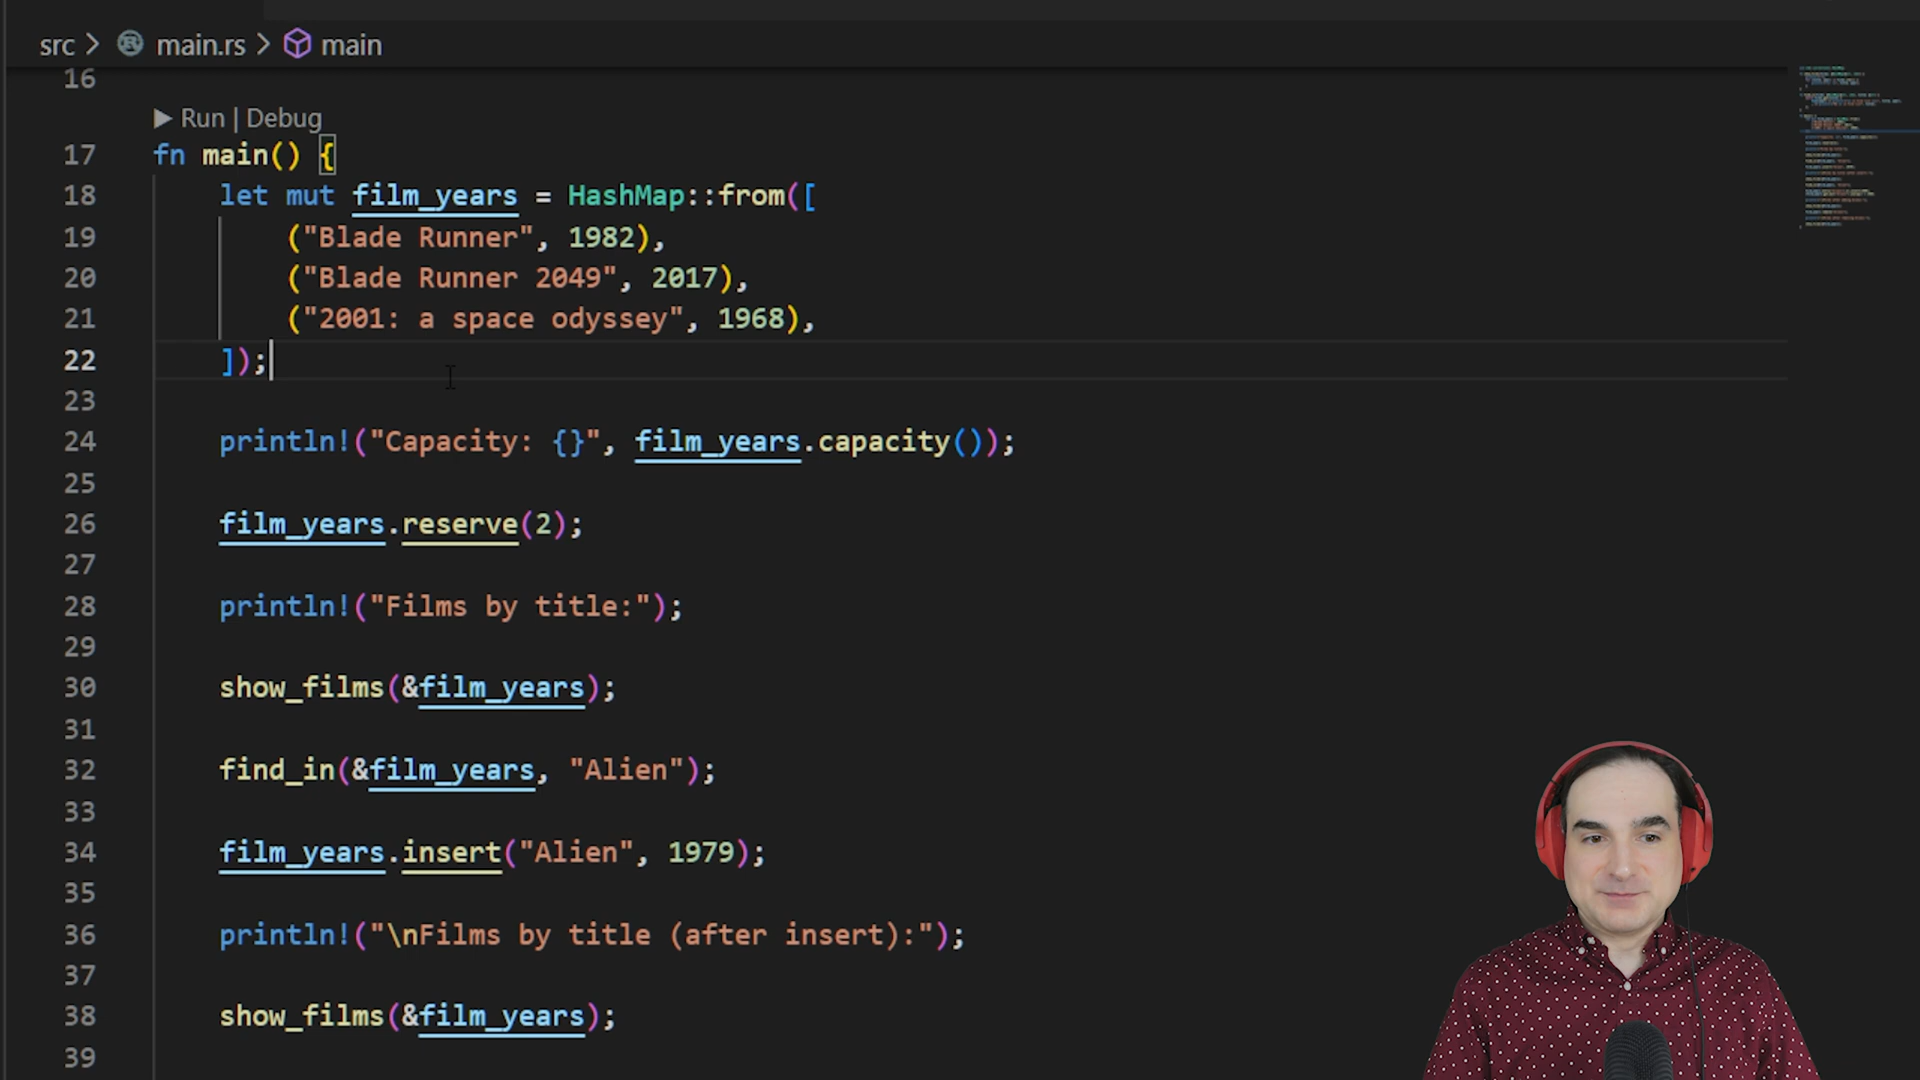 src > main.rs > main
16
Run | Debug
17 fn main() {
18 let mut film_years = HashMap::from([
19 ("Blade Runner", 1982),
20 ("Blade Runner 2049", 2017),
21 ("2001: a space odyssey", 1968),
22 ]);
23
24 println!("Capacity: {}", film_years.capacity());
25
26 film_years.reserve(2);
27
28 println!("Films by title:");
29
30 show_films(&film_years);
31
32 find_in(&film_years, "Alien");
33
34 film_years.insert("Alien", 1979);
35
36 println!("\nFilms by title (after insert):");
37
38 show_films(&film_years);
39